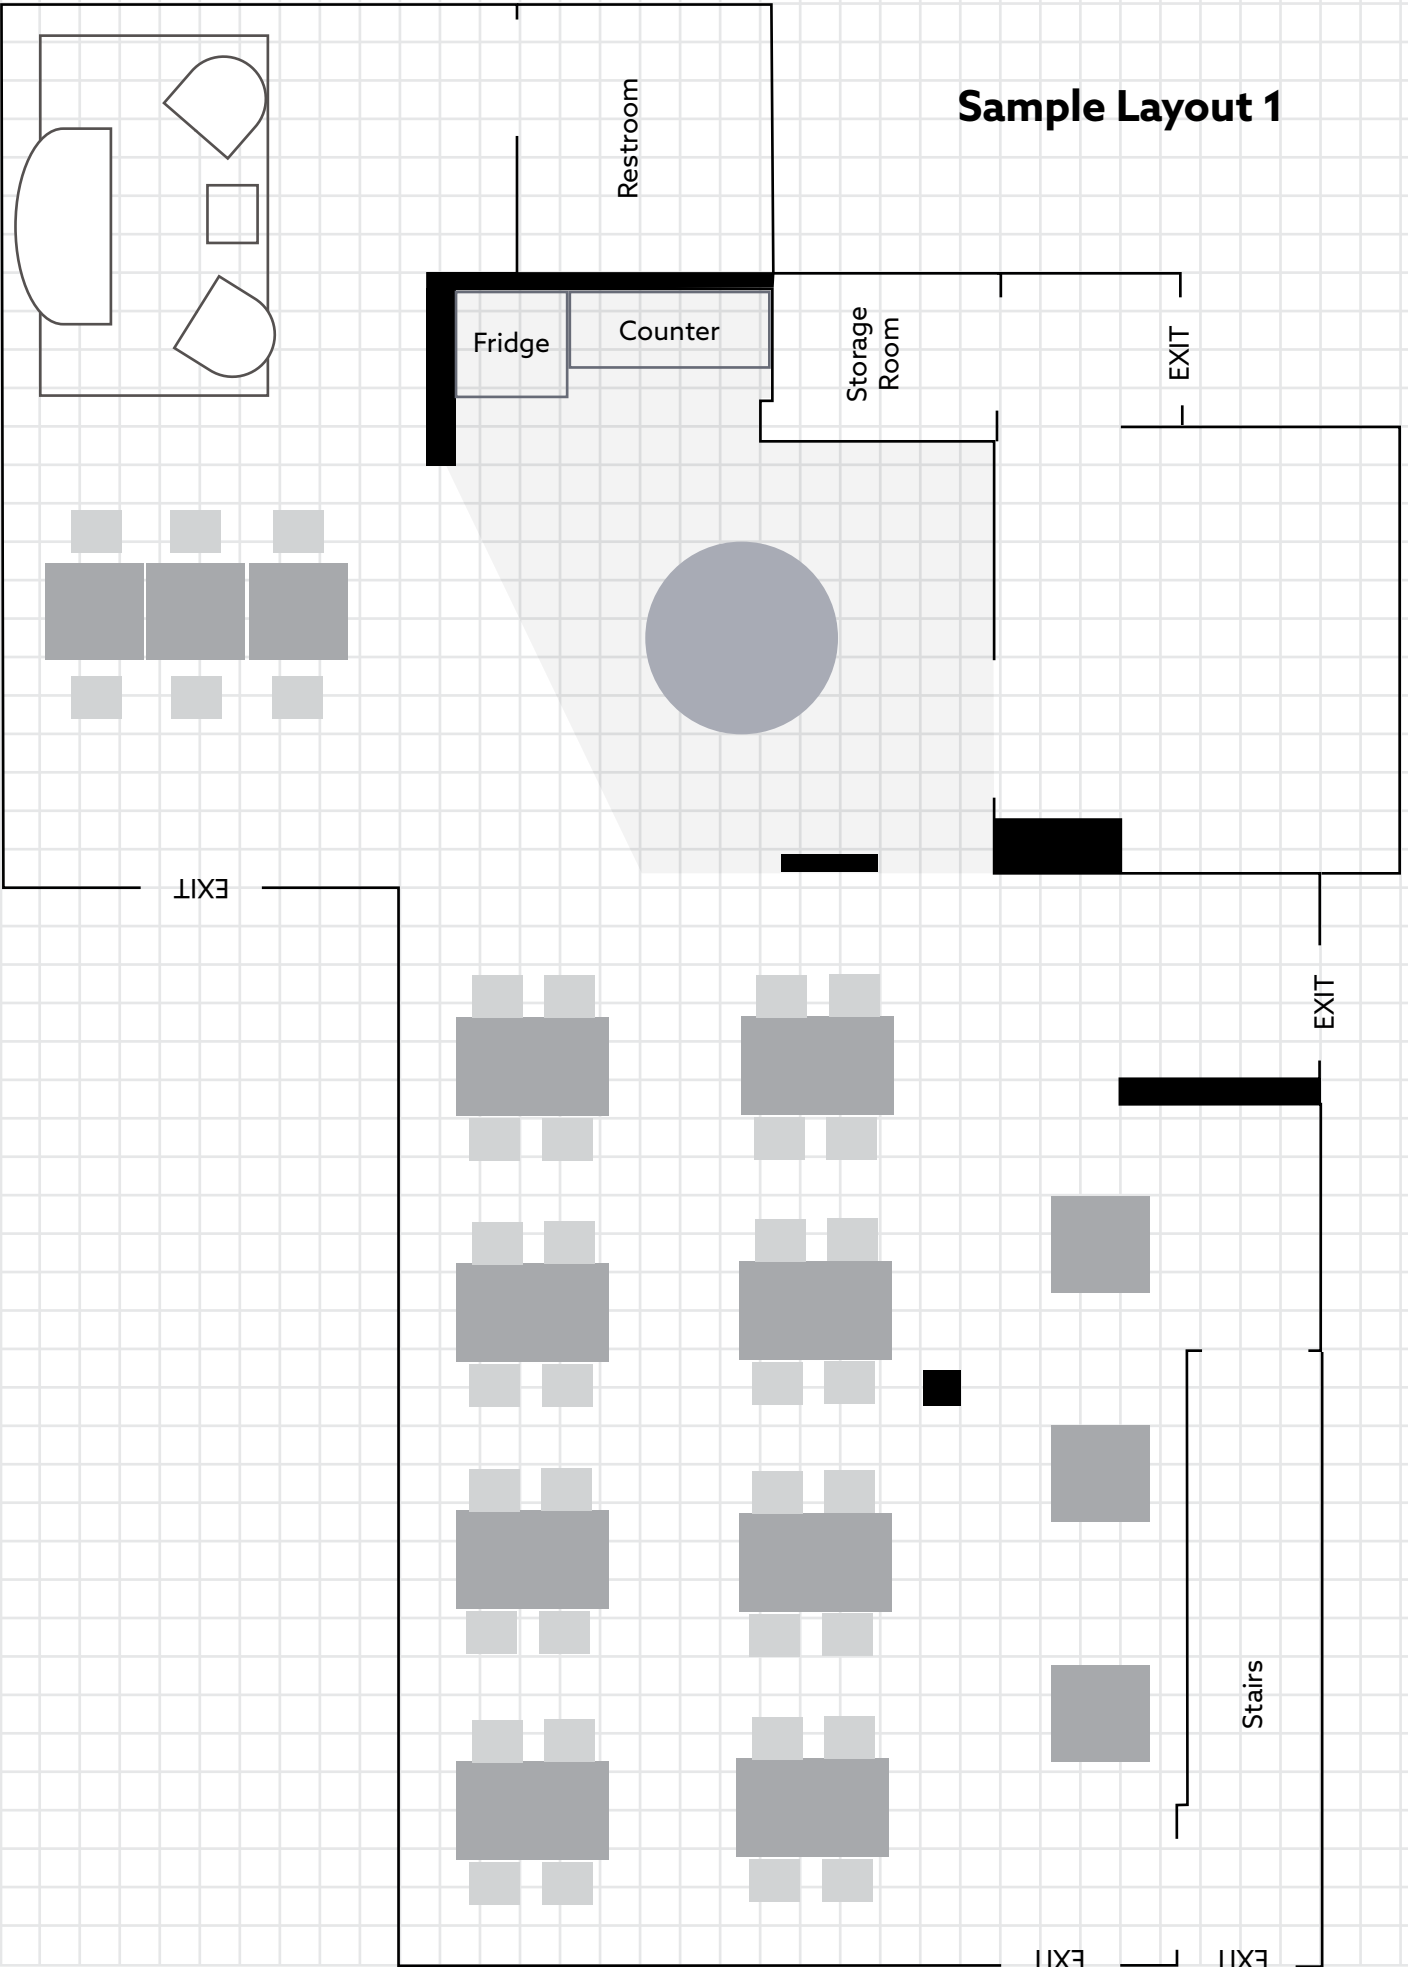 Sample Layout 1
Restroom
Fridge
Counter
Storage
Room
EXIT
EXIT
EXIT
Stairs
EXIT
EXIT